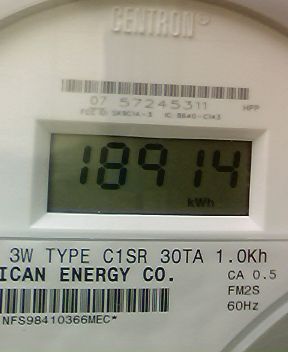 CENTRON®
07 57245311 HPP
18914
kWh
3W TYPE C1SR 30TA 1.0Kh
ICAN ENERGY CO. CA 0.5
FM2S
60Hz
NFS98410366MEC*